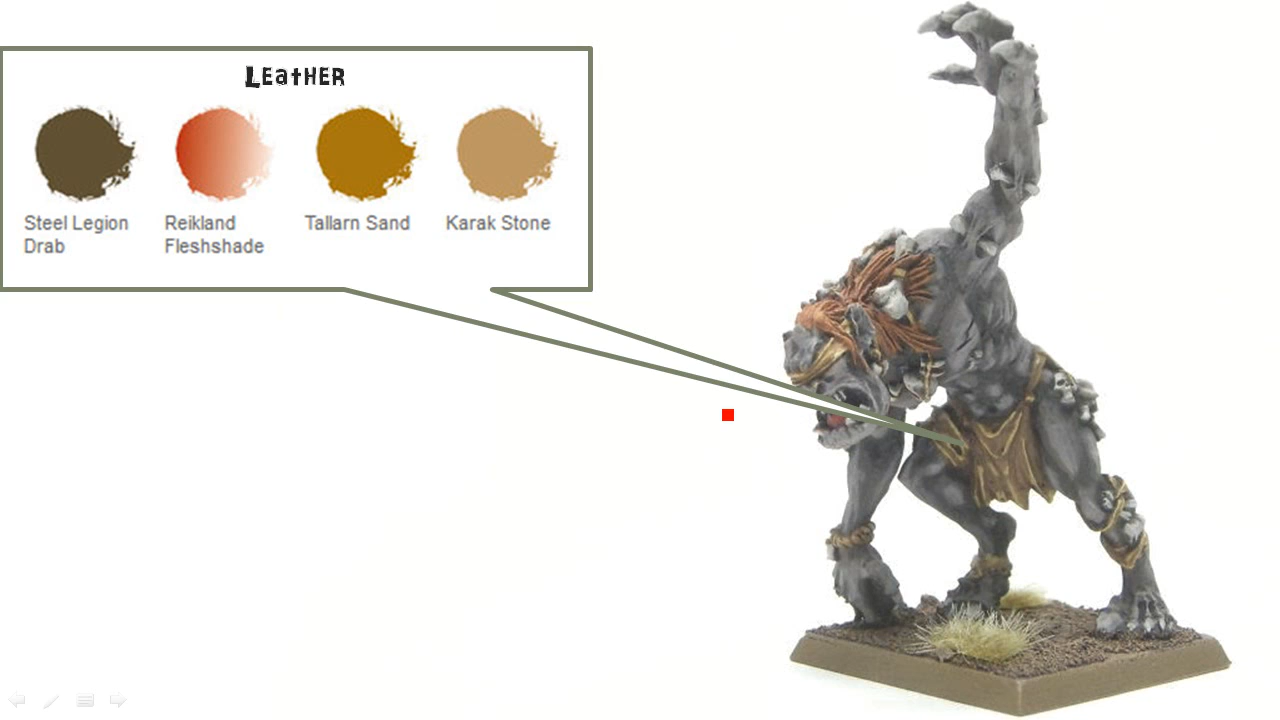 LEatHER
Steel Legion Drab
Reikland Fleshshade
Tallarn Sand
Karak Stone